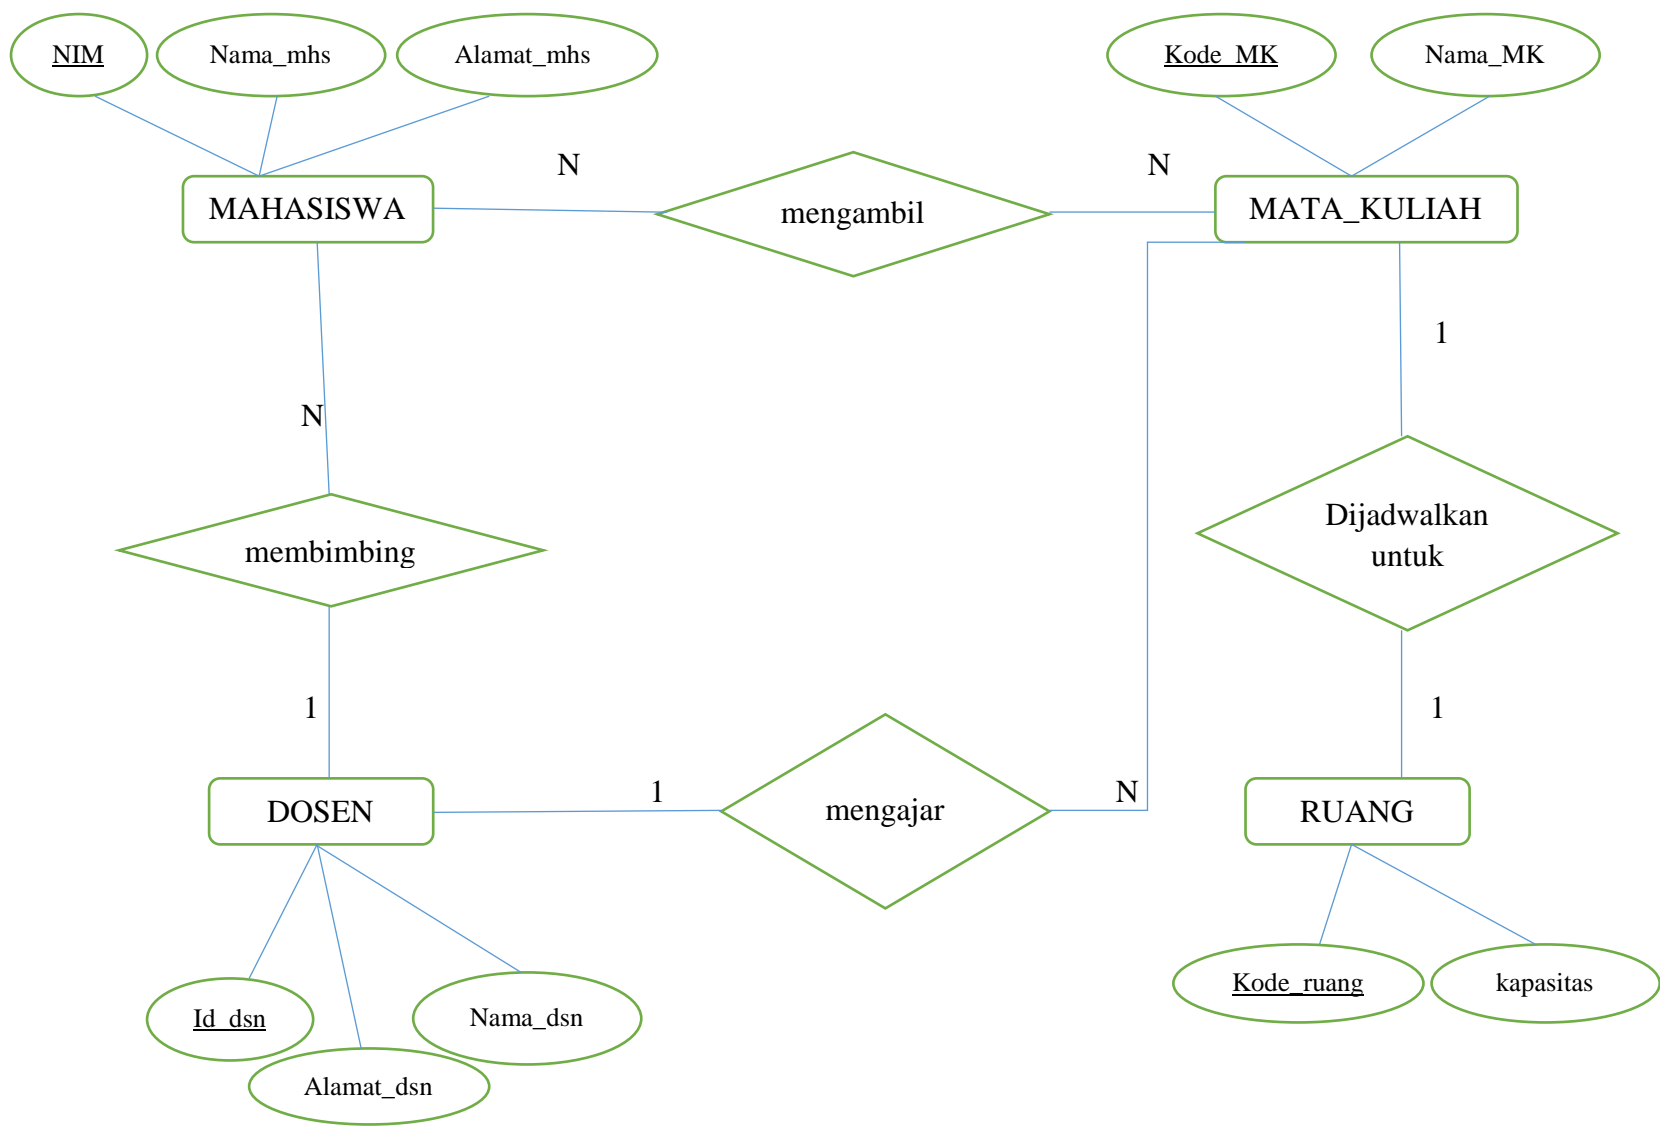 NIM
Nama_mhs
Alamat_mhs
Kode_MK
Nama_MK
N
N
MAHASISWA
mengambil
MATA_KULIAH
1
N
Dijadwalkan
untuk
membimbing
1
1
1
N
DOSEN
mengajar
RUANG
Kode_ruang
kapasitas
Id_dsn
Nama_dsn
Alamat_dsn